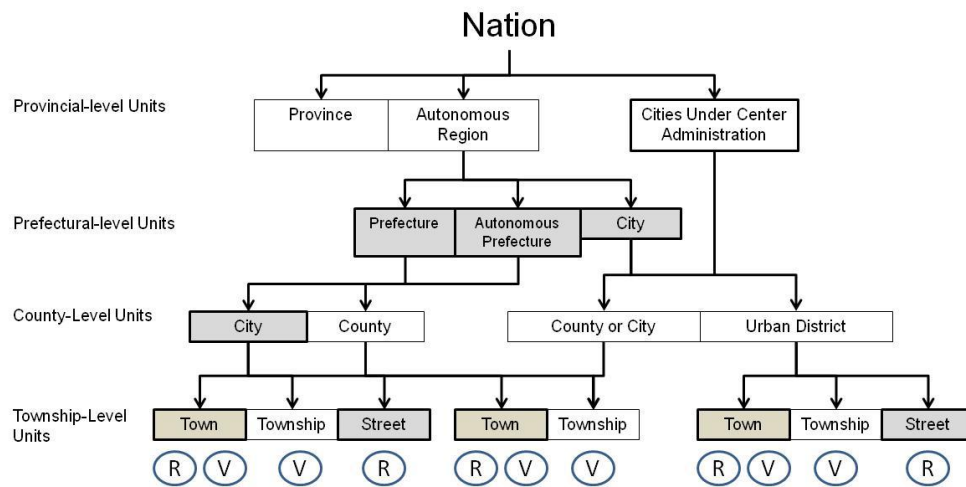 Nation
Provincial-level Units
Province
Autonomous
Region
Cities Under Center
Administration
Prefectural-level Units
Prefecture
Autonomous
Prefecture
City
County-Level Units
City
County
County or City
Urban District
Township-Level
Units
Town
Township
Street
Town
Township
Town
Township
Street
R V V R R V V R V V R